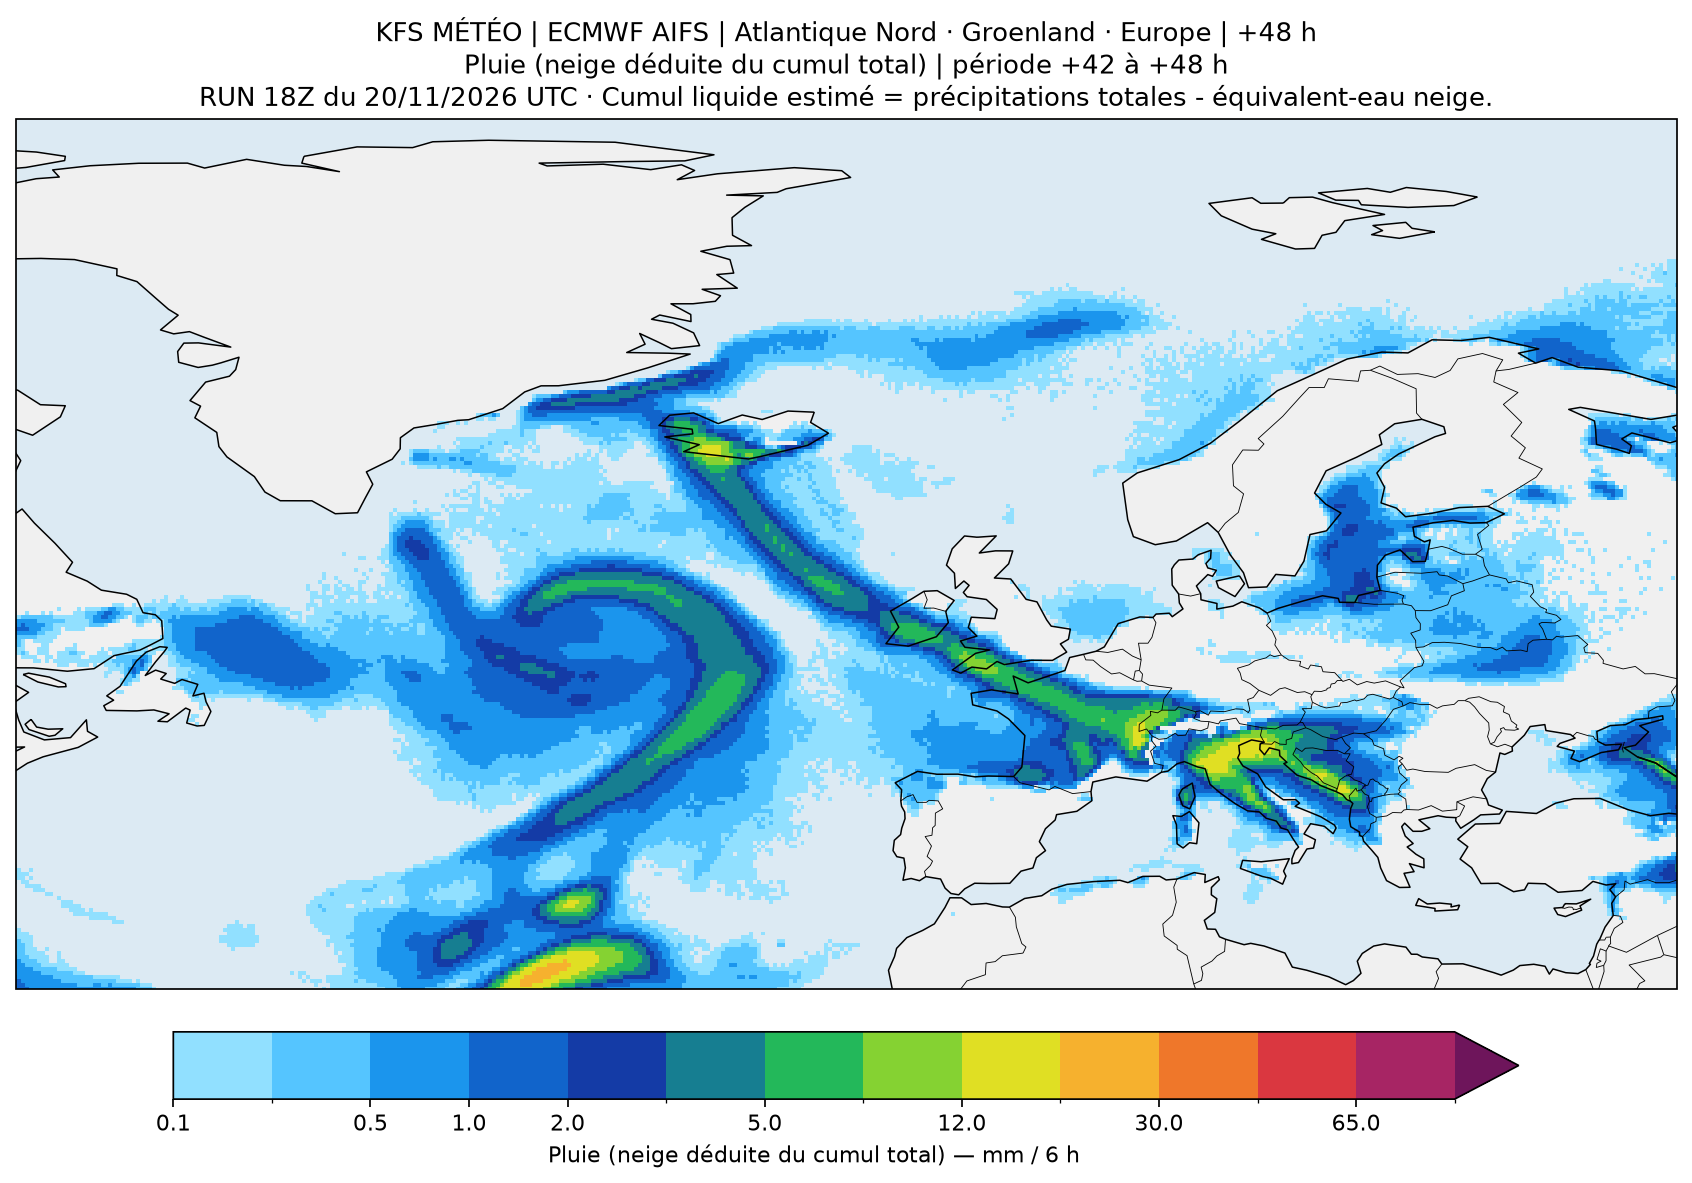 KFS MÉTÉO | ECMWF AIFS | Atlantique Nord · Groenland · Europe | +48 h
Pluie (neige déduite du cumul total) | période +42 à +48 h
RUN 18Z du 20/11/2026 UTC · Cumul liquide estimé = précipitations totales - équivalent-eau neige.
0.1 0.5 1.0 2.0 5.0 12.0 30.0 65.0
Pluie (neige déduite du cumul total) — mm / 6 h